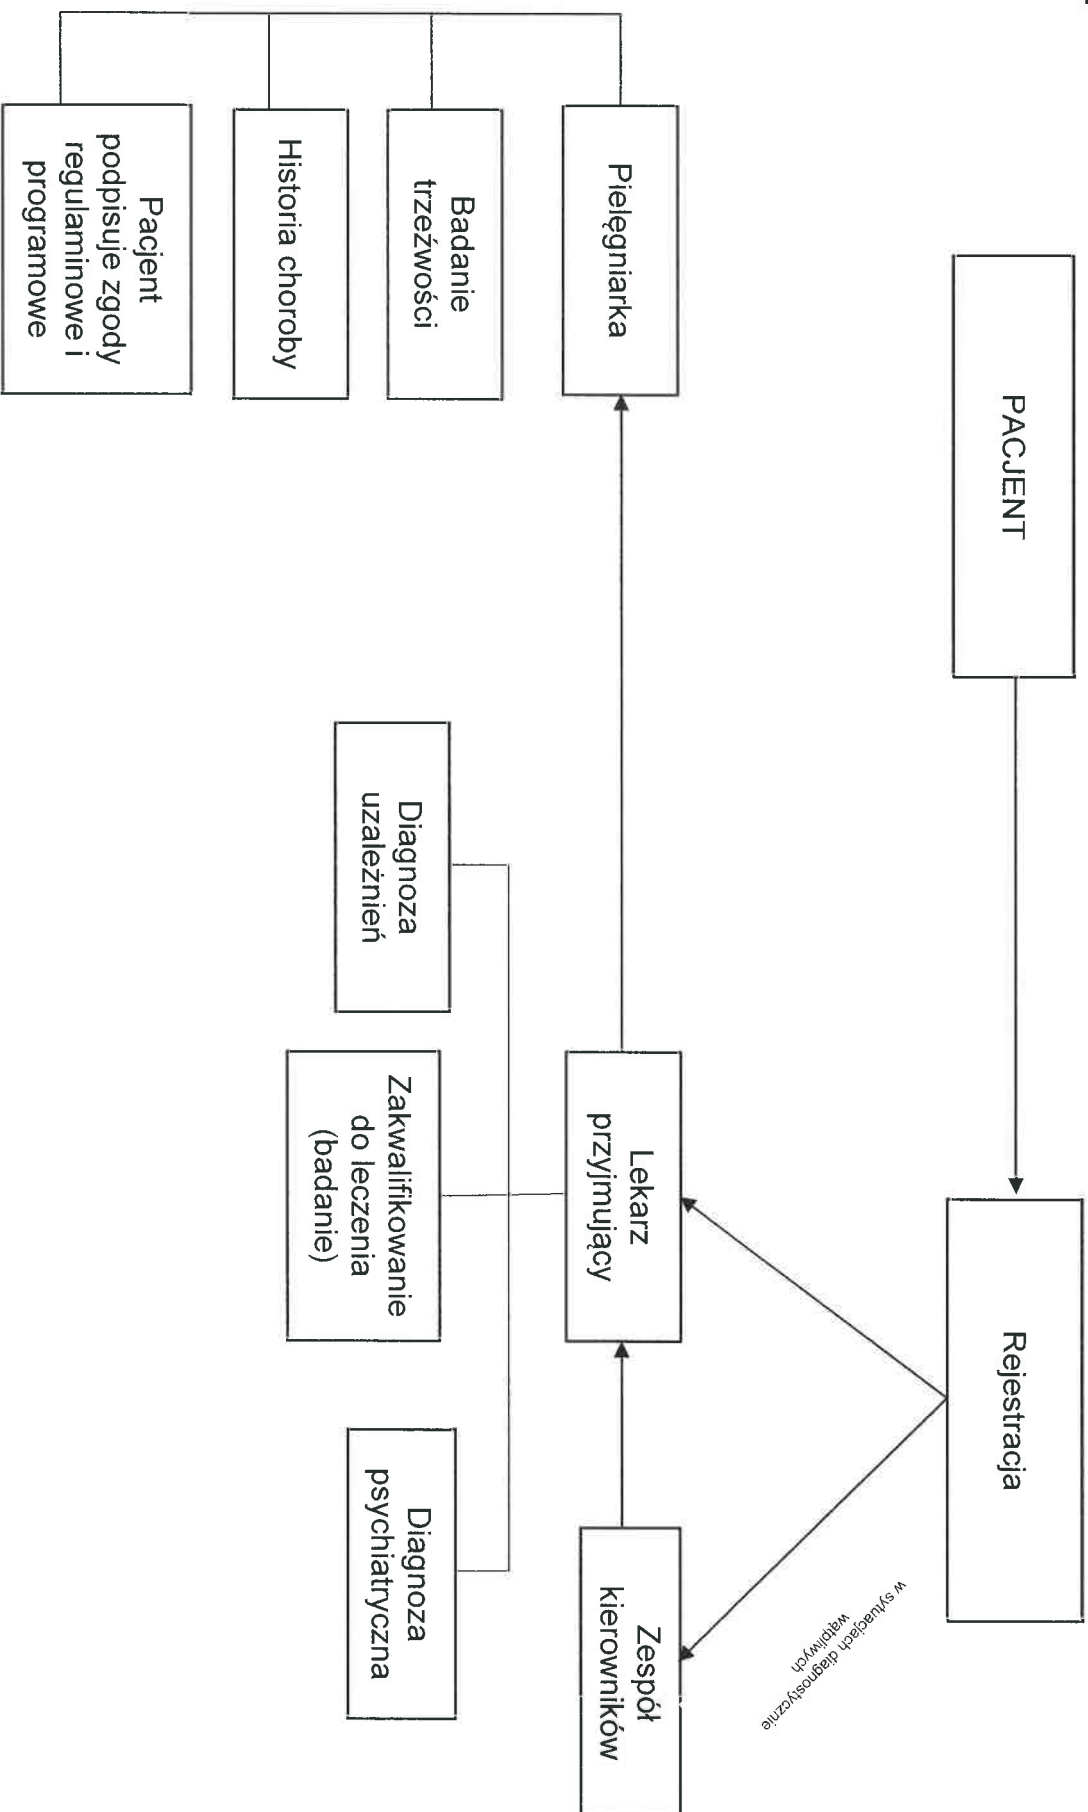 PACJENT
Rejestracja
w sytuacjach diagnostycznie
wątpliwych
Pielęgniarka
Lekarz
przyjmujący
Zespół
kierowników
Badanie
trzeźwości
Historia choroby
Pacjent
podpisuje zgody
regulaminowe i
programowe
Diagnoza
uzależnień
Zakwalifikowanie
do leczenia
(badanie)
Diagnoza
psychiatryczna